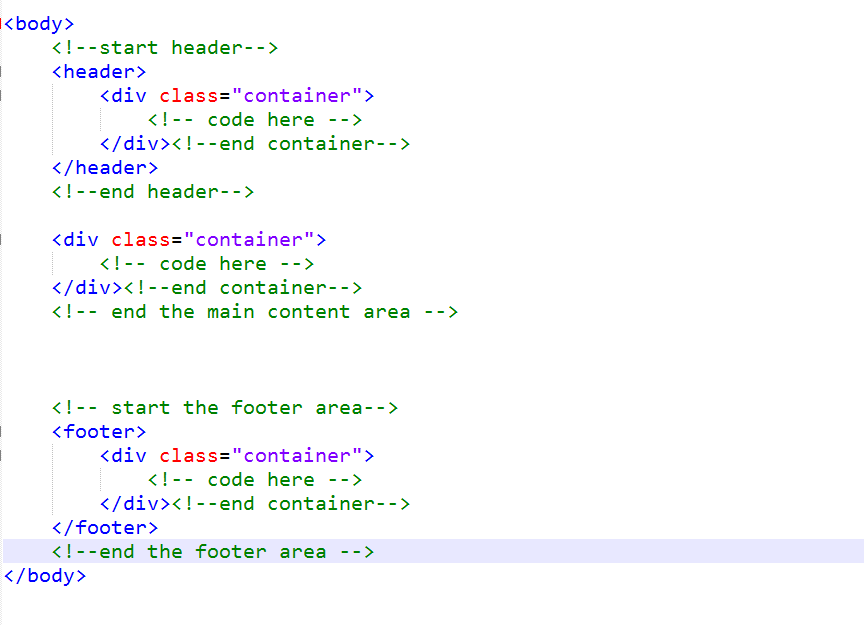 <body>
<!--start header-->
<header>
<div class="container">
<!-- code here -->
</div><!--end container-->
</header>
<!--end header-->
<div class="container">
<!-- code here -->
</div><!--end container-->
<!-- end the main content area -->
<!-- start the footer area-->
<footer>
<div class="container">
<!-- code here -->
</div><!--end container-->
</footer>
<!--end the footer area -->
</body>